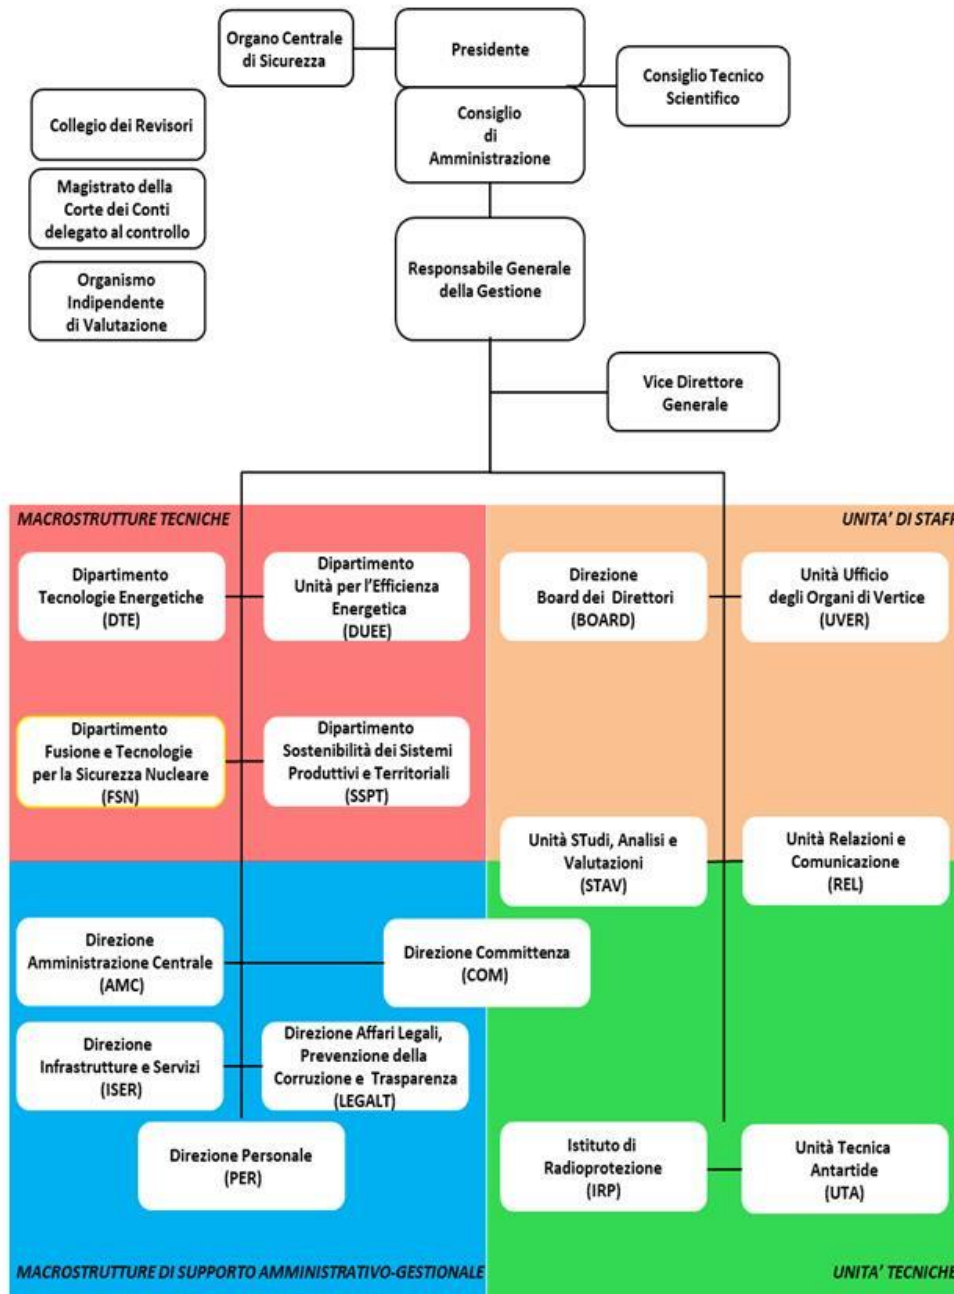 Organo Centrale
di Sicurezza
Presidente
Consiglio Tecnico
Scientifico
Consiglio
di
Amministrazione
Collegio dei Revisori
Magistrato della
Corte dei Conti
delegato al controllo
Organismo
Indipendente
di Valutazione
Responsabile Generale
della Gestione
Vice Direttore
Generale
MACROSTRUTTURE TECNICHE
Dipartimento
Tecnologie Energetiche
(DTE)
Dipartimento
Unità per l'Efficienza
Energetica
(DUEE)
Dipartimento
Fusione e Tecnologie
per la Sicurezza Nucleare
(FSN)
Dipartimento
Sostenibilità dei Sistemi
Produttivi e Territoriali
(SSPT)
UNITA' DI STAFF
Direzione
Board dei Direttori
(BOARD)
Unità Ufficio
degli Organi di Vertice
(UVER)
Unità STudi, Analisi e
Valutazioni
(STAV)
Unità Relazioni e
Comunicazione
(REL)
Direzione
Amministrazione Centrale
(AMC)
Direzione Committenza
(COM)
Direzione
Infrastrutture e Servizi
(ISER)
Direzione Affari Legali,
Prevenzione della
Corruzione e Trasparenza
(LEGALT)
Direzione Personale
(PER)
MACROSTRUTTURE DI SUPPORTO AMMINISTRATIVO-GESTIONALE
Istituto di
Radioprotezione
(IRP)
Unità Tecnica
Antartide
(UTA)
UNITA' TECNICHE